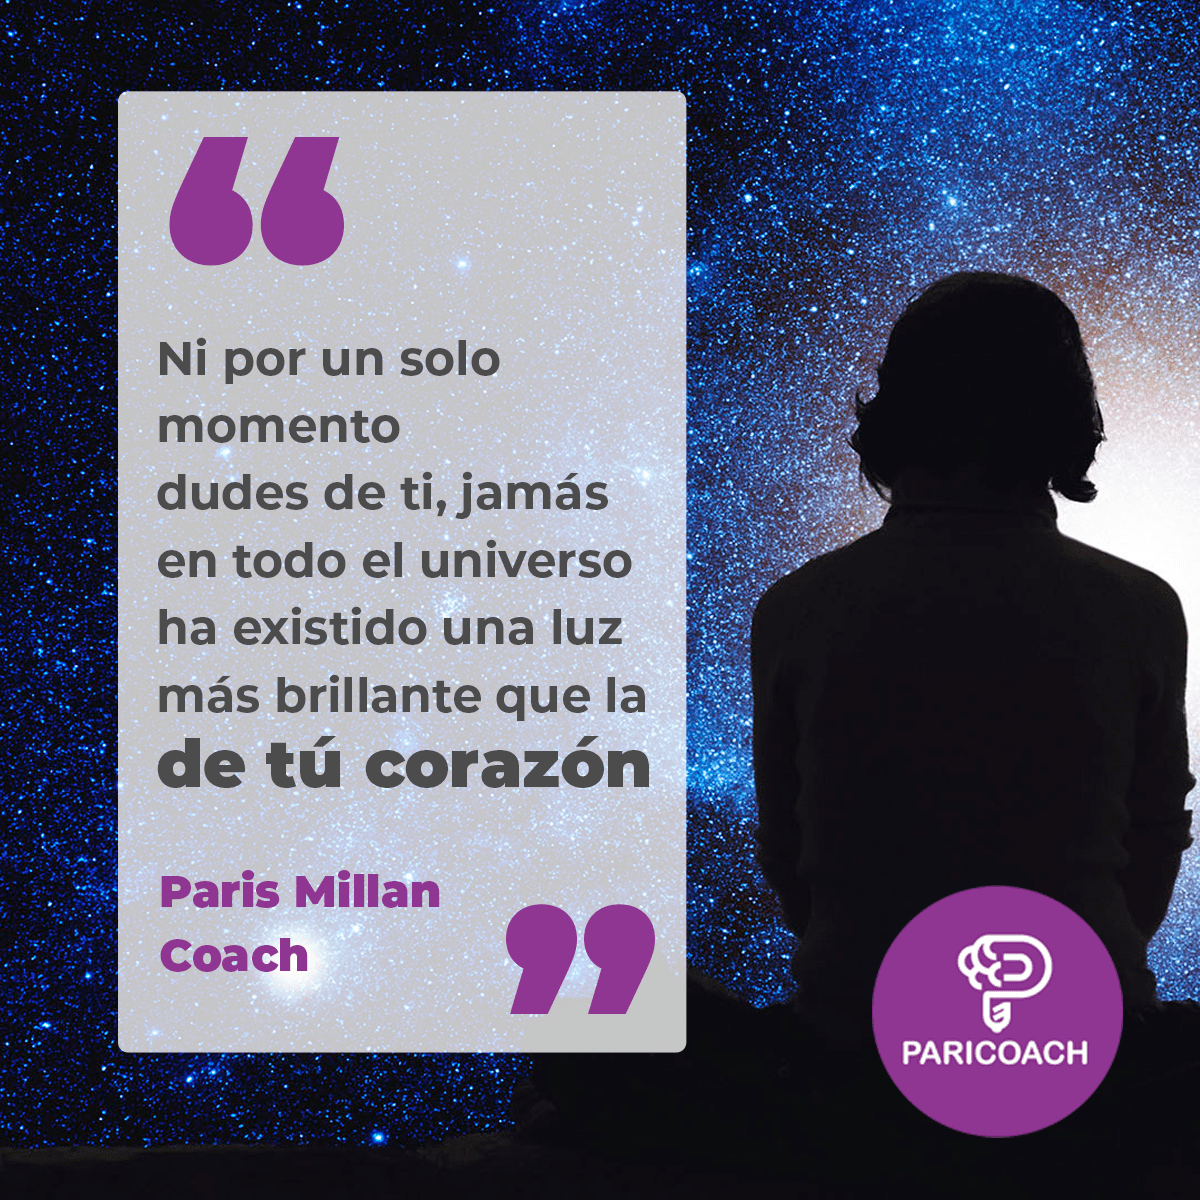 Ni por un solo
momento
dudes de ti, jamás
en todo el universo
ha existido una luz
más brillante que la
de tú corazón
Paris Millan
Coach
PARICOACH